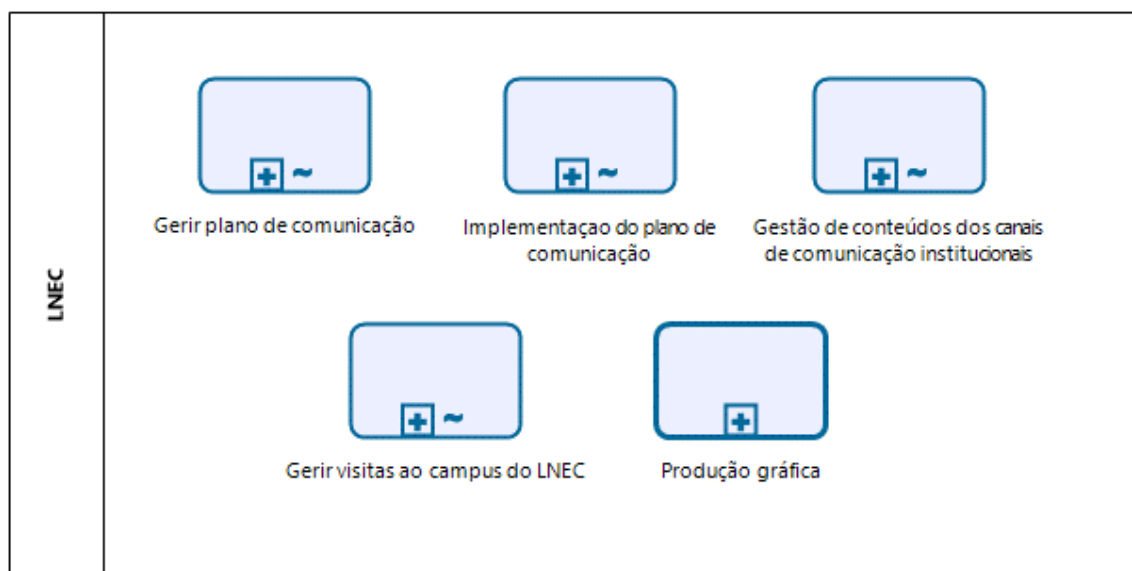 LNEC
Gerir plano de comunicação
Implementaçao do plano de
comunicação
Gestão de conteúdos dos canais
de comunicação institucionais
Gerir visitas ao campus do LNEC
Produção gráfica